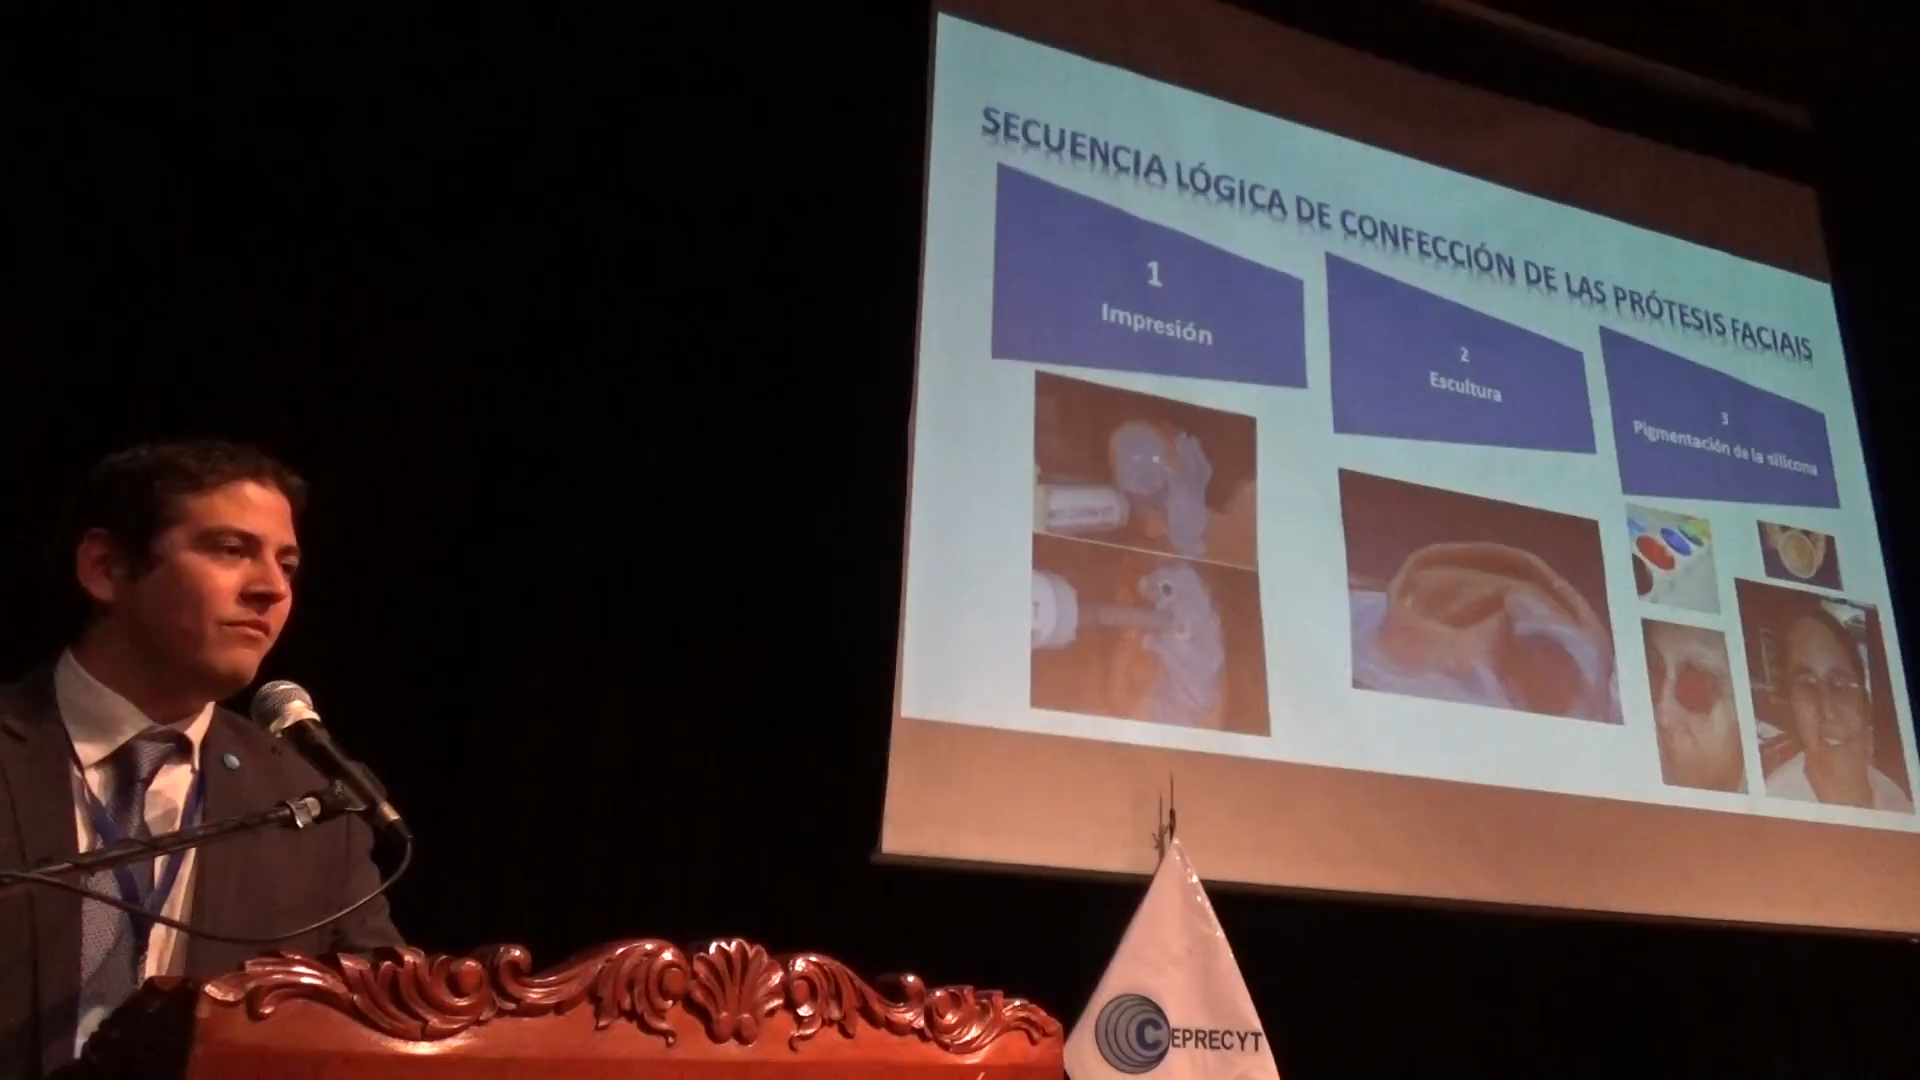 SECUENCIA LÓGICA DE CONFECCIÓN DE LAS PRÓTESIS FACIAIS
1
Impresión
2
Escultura
3
Pigmentación de la silicona
CEPRECYT